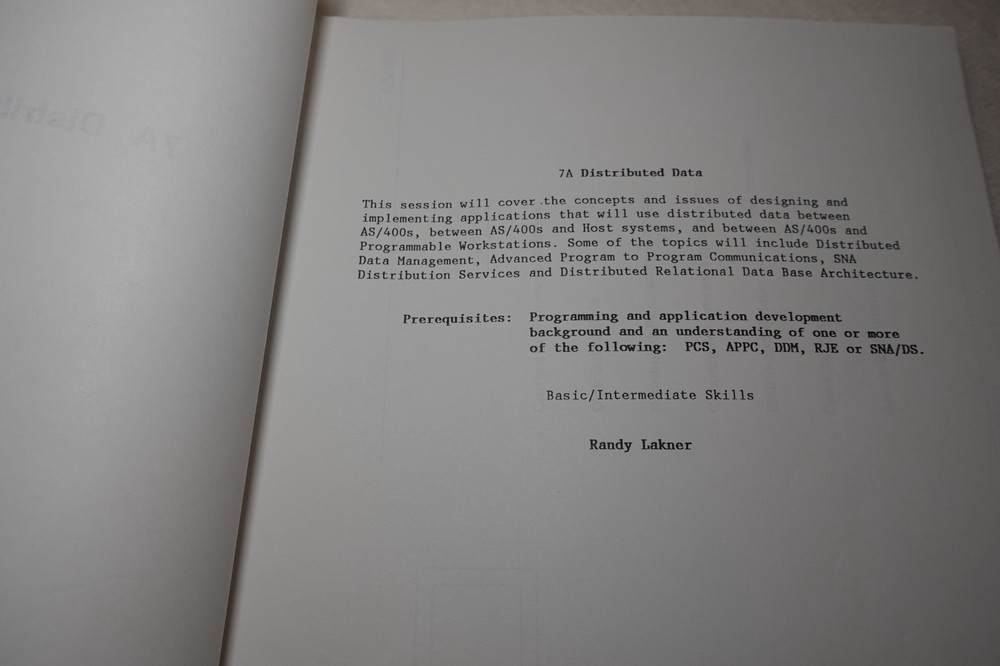 7A Distributed Data
This session will cover the concepts and issues of designing and
implementing applications that will use distributed data between
AS/400s, between AS/400s and Host systems, and between AS/400s and
Programmable Workstations. Some of the topics will include Distributed
Data Management, Advanced Program to Program Communications, SNA
Distribution Services and Distributed Relational Data Base Architecture.
Prerequisites: Programming and application development
background and an understanding of one or more
of the following: PCS, APPC, DDM, RJE or SNA/DS.
Basic/Intermediate Skills
Randy Lakner